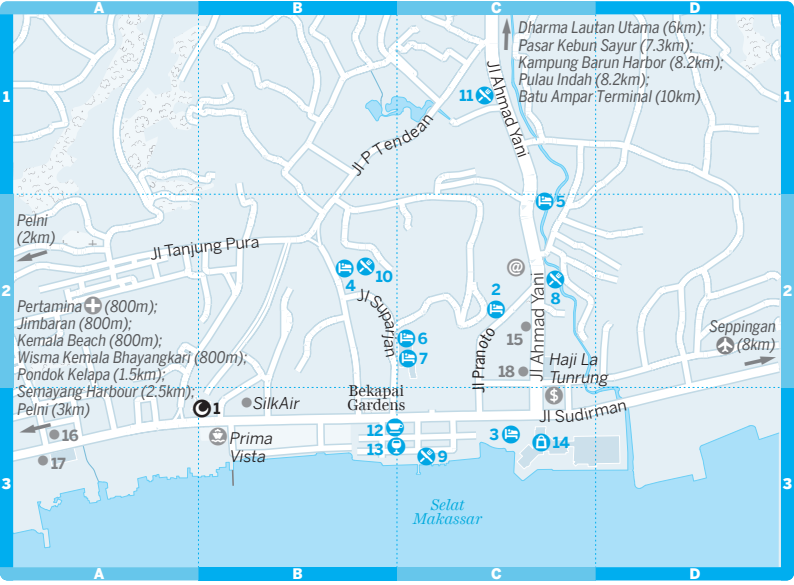 A
B
C
D
Dharma Lautan Utama (6km);
Pasar Kebun Sayur (7.3km);
Kampung Barun Harbor (8.2km);
Pulau Indah (8.2km);
Batu Ampar Terminal (10km)
1
1
11
Jl Ahmad Yani
Jl P Tendean
5
Pelni
(2km)
Jl Tanjung Pura
@
4
10
2
2
2
8
Jl Suparjan
Pertamina (800m);
Jimbaran (800m);
Kemala Beach (800m);
Wisma Kemala Bhayangkari (800m);
Pondok Kelapa (1.5km);
Semayang Harbour (2.5km);
Pelni (3km)
6
7
Jl Pranoto
15
18
Jl Ahmad Yani
Haji La
Tunrung
$
Seppingan
(8km)
1
SilkAir
Bekapai
Gardens
Jl Sudirman
16
17
Prima
Vista
12
13
9
3
14
3
3
Selat
Makassar
A
B
C
D